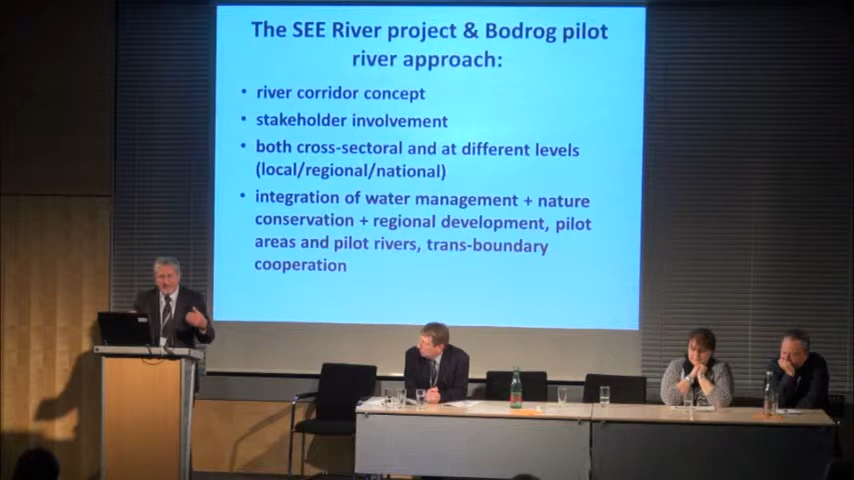 The SEE River project & Bodrog pilot
river approach:
• river corridor concept
• stakeholder involvement
• both cross-sectoral and at different levels
(local/regional/national)
• integration of water management + nature
conservation + regional development, pilot
areas and pilot rivers, trans-boundary
cooperation